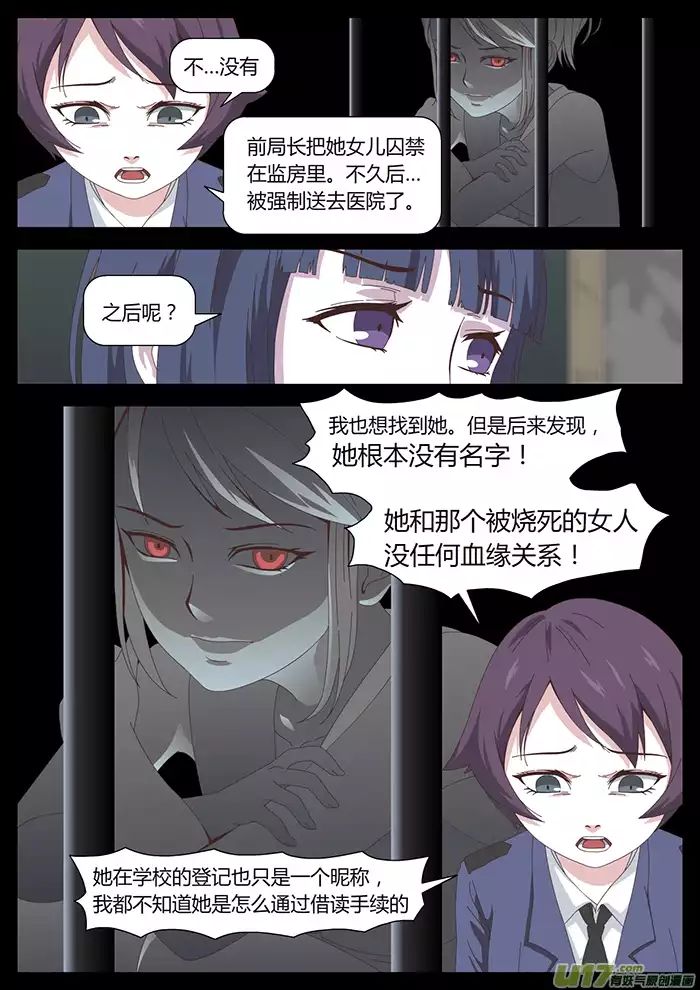 不…没有
前局长把她女儿囚禁
在监房里。不久后…
被强制送去医院了。
之后呢？
我也想找到她。但是后来发现，
她根本没有名字！
她和那个被烧死的女人
没任何血缘关系！
她在学校的登记也只是一个昵称，
我都不知道她是怎么通过借读手续的
U17.com
有妖气原创漫画